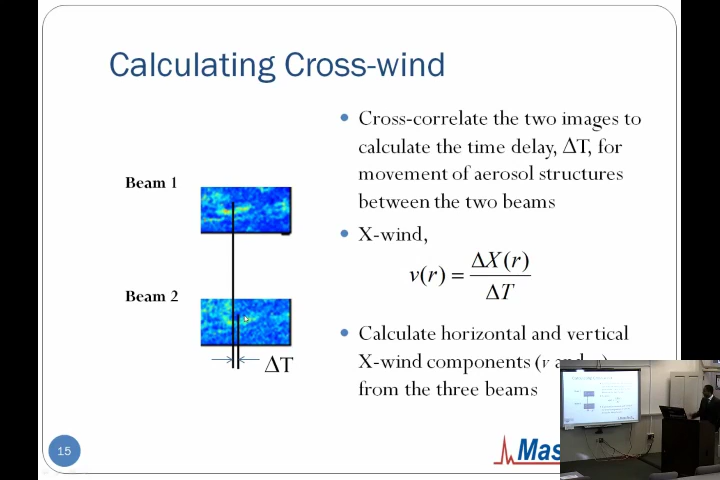 Calculating Cross-wind
Beam 1
Beam 2
ΔT
• Cross-correlate the two images to
calculate the time delay, ΔT, for
movement of aerosol structures
between the two beams
• X-wind,
v(r) = ΔX(r) / ΔT
• Calculate horizontal and vertical
X-wind components (v and
from the three beams
15
Mas